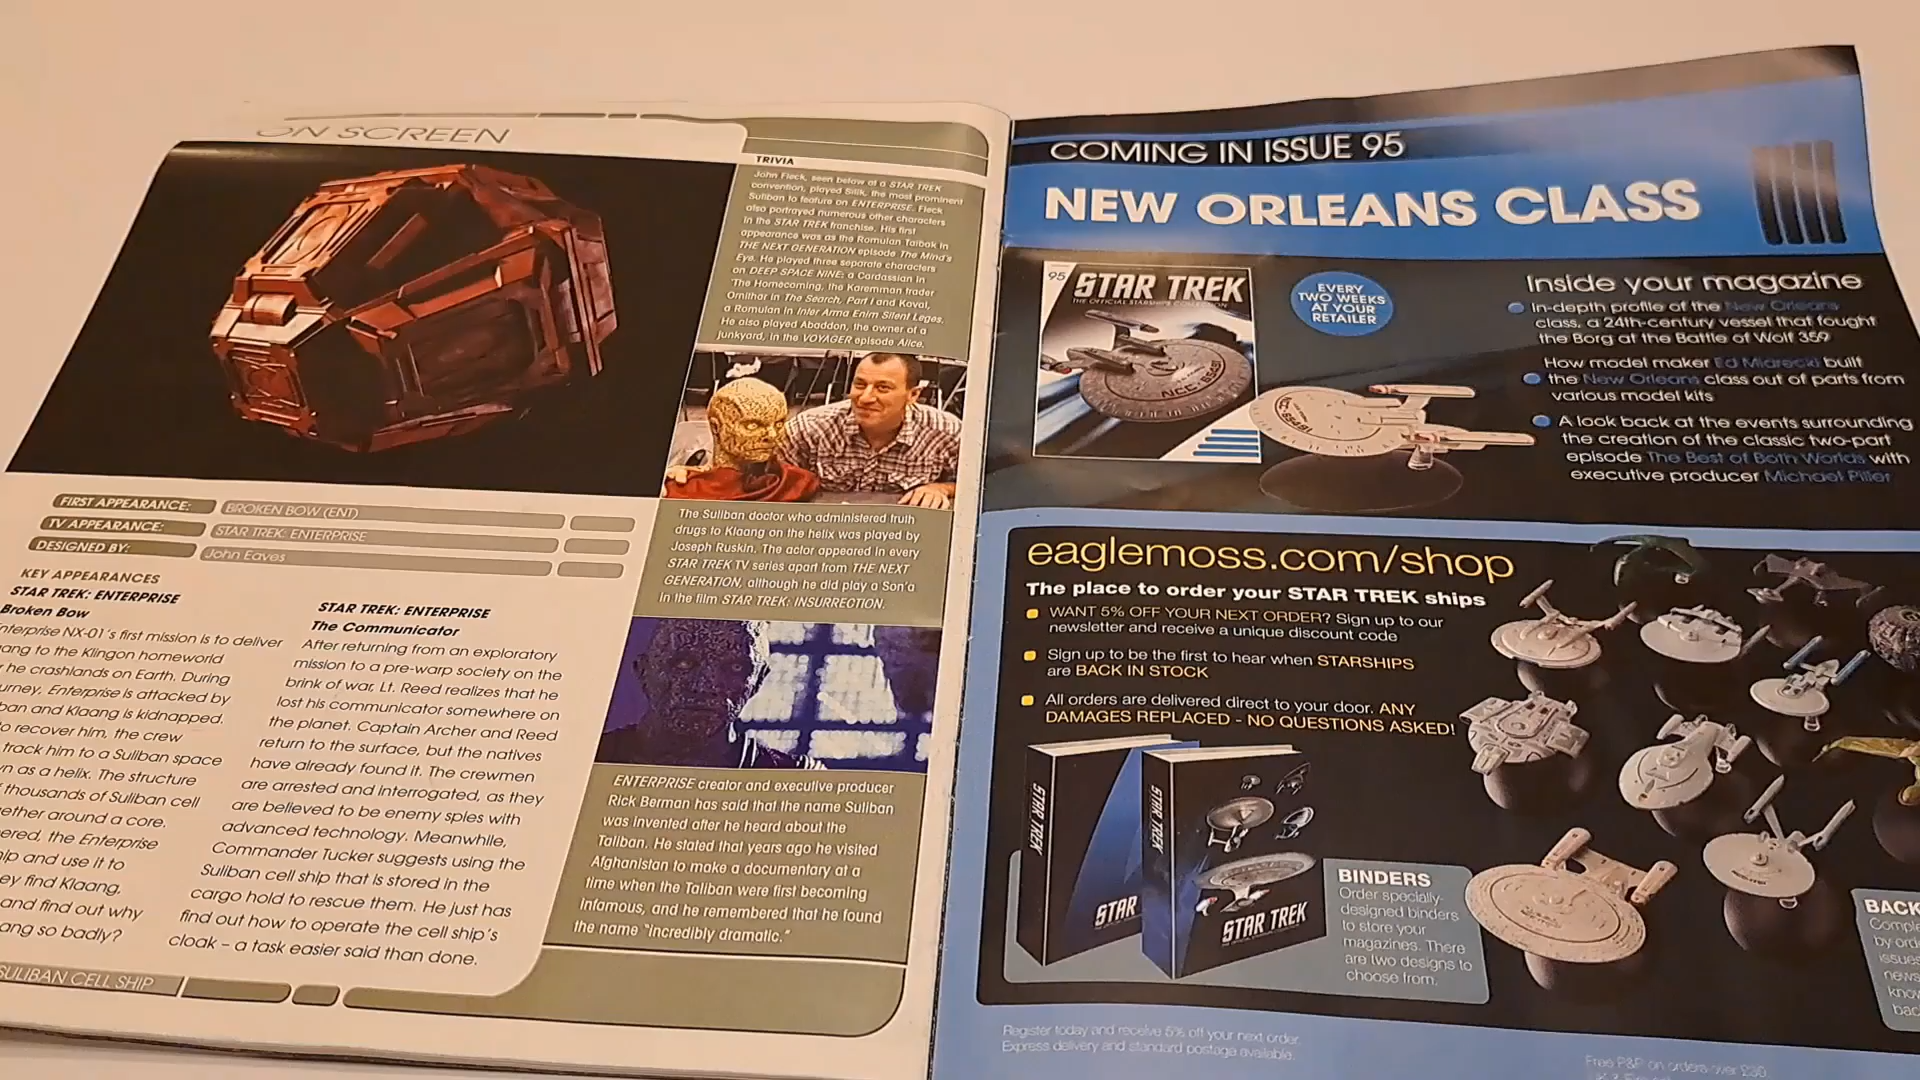 ON SCREEN
FIRST APPEARANCE: BROKEN BOW (ENT)
TV APPEARANCE: STAR TREK: ENTERPRISE
DESIGNED BY: John Eaves
KEY APPEARANCES
STAR TREK: ENTERPRISE
Broken Bow
Enterprise NX-01's first mission is to deliver
to the Klingon homeworld
he crashlands on Earth. During
Enterprise is attacked by
and Klaang is kidnapped.
to recover him, the crew
track him to a Suliban space
as a helix. The structure
thousands of Suliban cell
around a core.
the Enterprise
and use it to
find Klaang,
and find out why
so badly?
STAR TREK: ENTERPRISE
The Communicator
After returning from an exploratory
mission to a pre-warp society on the
brink of war, Lt. Reed realizes that he
lost his communicator somewhere on
the planet. Captain Archer and Reed
return to the surface, but the natives
have already found it. The crewmen
are arrested and interrogated, as they
are believed to be enemy spies with
advanced technology. Meanwhile,
Commander Tucker suggests using the
Suliban cell ship that is stored in the
cargo hold to rescue them. He just has
find out how to operate the cell ship's
cloak – a task easier said than done.
SULIBAN CELL SHIP
TRIVIA
John Fleck, seen below at a STAR TREK
convention, played Silik, the most prominent
Suliban to feature on ENTERPRISE. Fleck
also portrayed numerous other characters
in the STAR TREK franchise. His first
appearance was as the Romulan Taibak in
THE NEXT GENERATION episode The Mind's
Eye. He played three separate characters
on DEEP SPACE NINE: a Cardassian in
The Homecoming, the Karemman trader
Ornithar in The Search, Part I and Koval,
a Romulan in Inter Arma Enim Silent Leges.
He also played Abaddon, the owner of a
junkyard, in the VOYAGER episode Alice.
The Suliban doctor who administered truth
drugs to Klaang on the helix was played by
Joseph Ruskin. The actor appeared in every
STAR TREK TV series apart from THE NEXT
GENERATION, although he did play a Son'a
in the film STAR TREK: INSURRECTION.
ENTERPRISE creator and executive producer
Rick Berman has said that the name Suliban
was invented after he heard about the
Taliban. He stated that years ago he visited
Afghanistan to make a documentary at a
time when the Taliban were first becoming
infamous, and he remembered that he found
the name "incredibly dramatic."
COMING IN ISSUE 95
NEW ORLEANS CLASS
95
STAR TREK
THE OFFICIAL STARSHIPS COLLECTION
NCC-65491
EVERY
TWO WEEKS
AT YOUR
RETAILER
NCC-65491
Inside your magazine
In-depth profile of the New Orleans
class, a 24th-century vessel that fought
the Borg at the Battle of Wolf 359
How model maker Ed Miarecki built
the New Orleans class out of parts from
various model kits
A look back at the events surrounding
the creation of the classic two-part
episode The Best of Both Worlds with
executive producer Michael Piller
eaglemoss.com/shop
The place to order your STAR TREK ships
WANT 5% OFF YOUR NEXT ORDER? Sign up to our
newsletter and receive a unique discount code
Sign up to be the first to hear when STARSHIPS
are BACK IN STOCK
All orders are delivered direct to your door. ANY
DAMAGES REPLACED - NO QUESTIONS ASKED!
STAR TREK
STAR
STAR TREK
STAR TREK
BINDERS
Order specially-
designed binders
to store your
magazines. There
are two designs to
choose from.
BACK
by
Register today and receive 5% off your next order.
Express delivery and standard postage available.
Free P&P on orders over £30